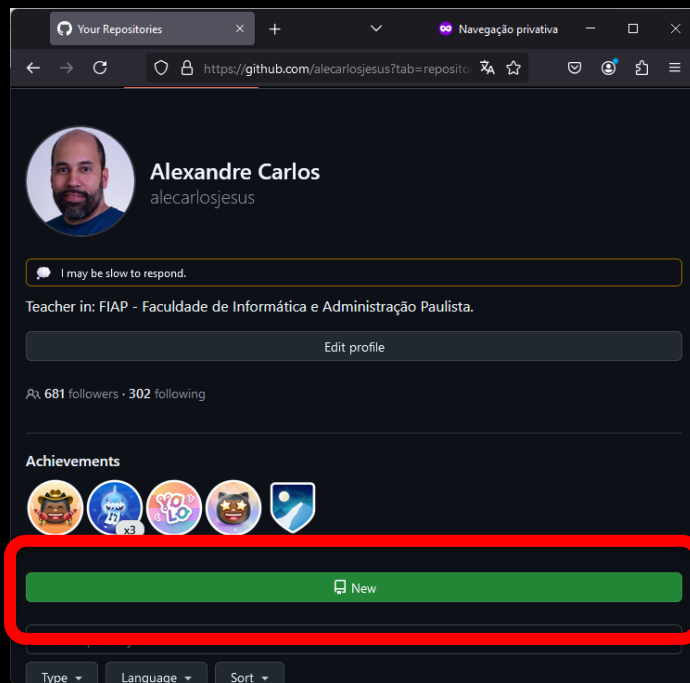 Your Repositories
Navegação privativa
https://github.com/alecarlosjesus?tab=reposito
Alexandre Carlos
alecarlosjesus
I may be slow to respond.
Teacher in: FIAP - Faculdade de Informática e Administração Paulista.
Edit profile
681 followers · 302 following
Achievements
x3
YOLO
New
Type
Language
Sort